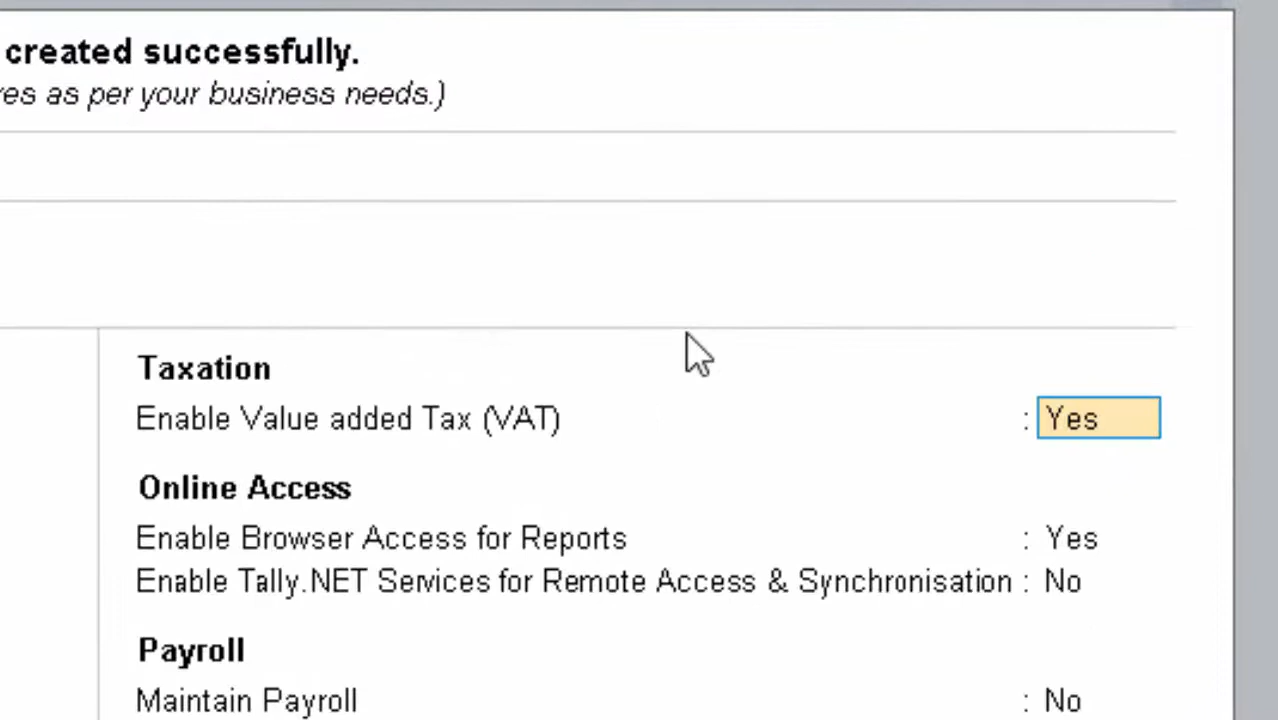 created successfully.
as per your business needs.)
Taxation
Enable Value added Tax (VAT) : Yes
Online Access
Enable Browser Access for Reports : Yes
Enable Tally.NET Services for Remote Access & Synchronisation : No
Payroll
Maintain Payroll : No